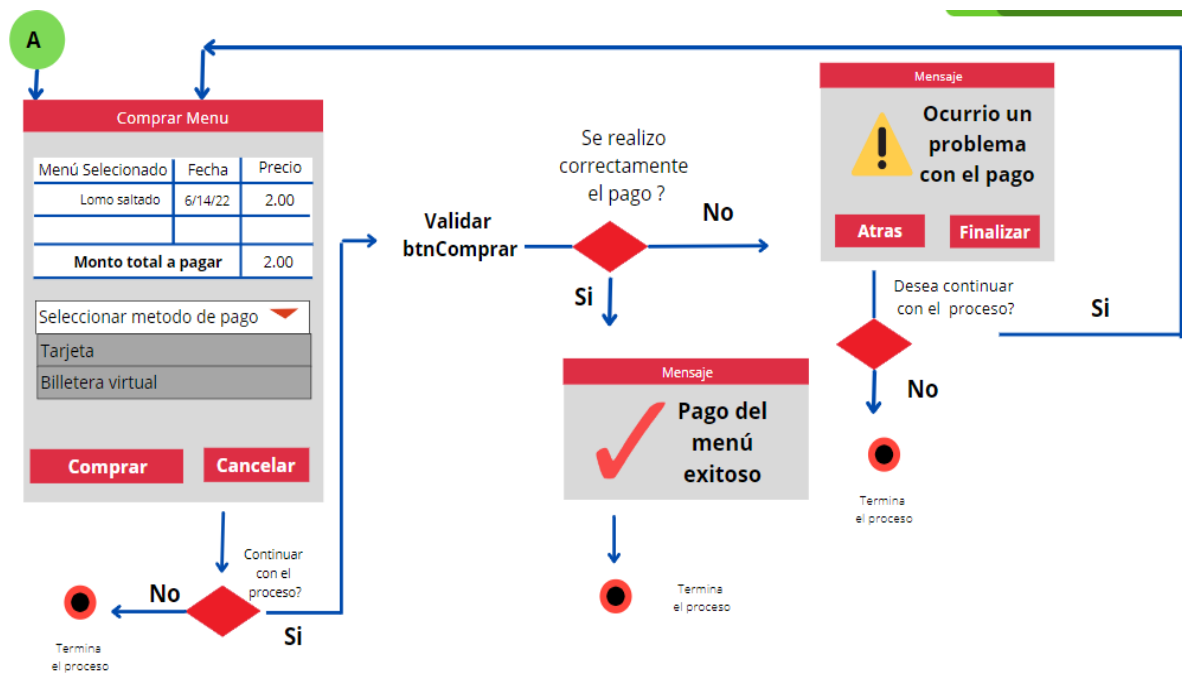 A
Comprar Menu
Menú Selecionado Fecha Precio
Lomo saltado 6/14/22 2.00
Monto total a pagar 2.00
Seleccionar metodo de pago
Tarjeta
Billetera virtual
Comprar Cancelar
Continuar
con el
proceso?
No
Si
Termina
el proceso
Validar
btnComprar
Se realizo
correctamente
el pago ?
No
Si
Mensaje
Pago del
menú
exitoso
Termina
el proceso
Mensaje
Ocurrio un
problema
con el pago
Atras Finalizar
Desea continuar
con el proceso?
Si
No
Termina
el proceso